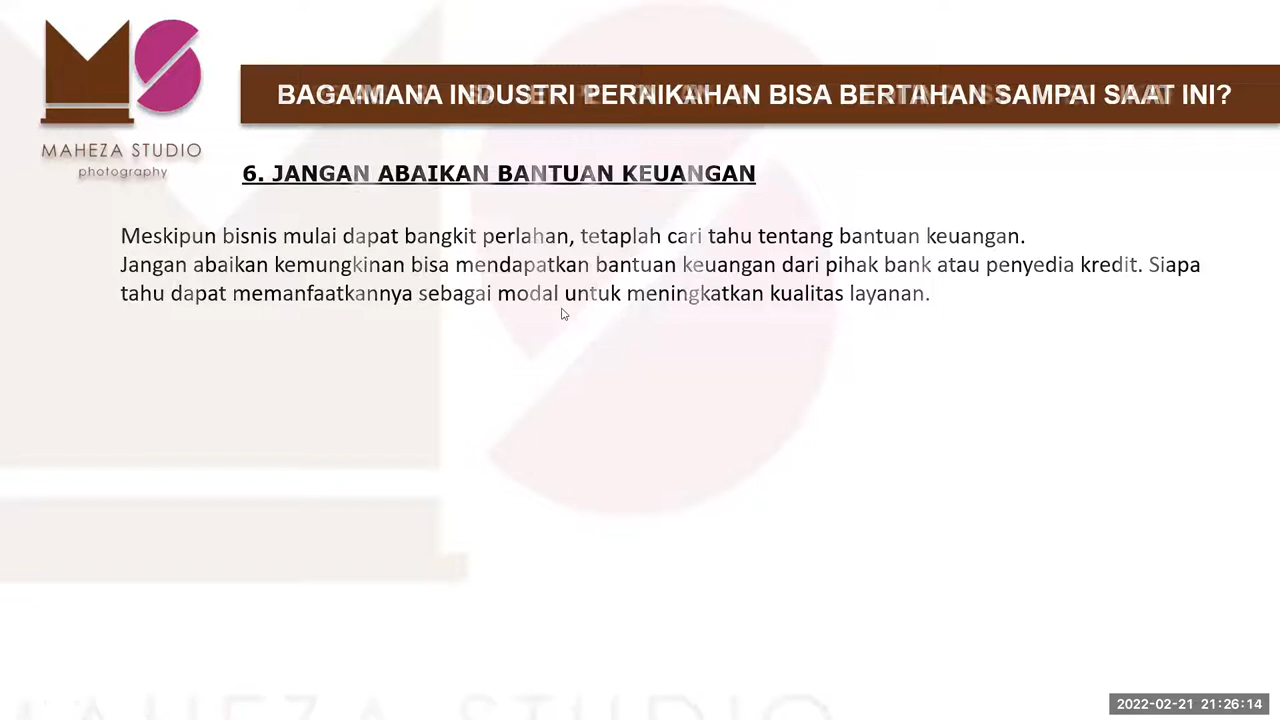 MAHEZA STUDIO
photography
BAGAIMANA INDUSTRI PERNIKAHAN BISA BERTAHAN SAMPAI SAAT INI?
6. JANGAN ABAIKAN BANTUAN KEUANGAN
Meskipun bisnis mulai dapat bangkit perlahan, tetaplah cari tahu tentang bantuan keuangan.
Jangan abaikan kemungkinan bisa mendapatkan bantuan keuangan dari pihak bank atau penyedia kredit. Siapa
tahu dapat memanfaatkannya sebagai modal untuk meningkatkan kualitas layanan.
MAHEZA STUDIO
2022-02-21 21:26:14